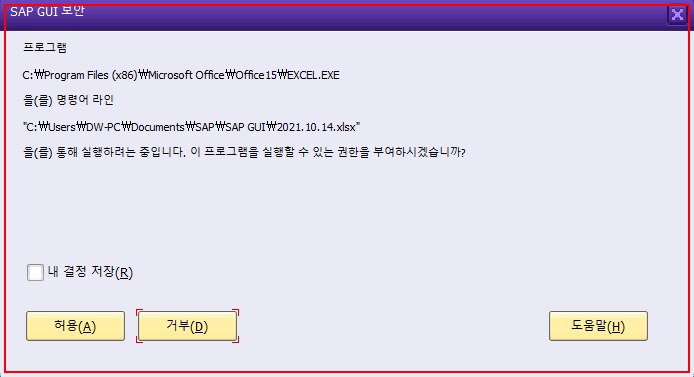 SAP GUI 보안
프로그램
C:₩Program Files (x86)₩Microsoft Office₩Office15₩EXCEL.EXE
을(를) 명령어 라인
"C:₩Users₩DW-PC₩Documents₩SAP₩SAP GUI₩2021.10.14.xlsx"
을(를) 통해 실행하려는 중입니다. 이 프로그램을 실행할 수 있는 권한을 부여하시겠습니까?
내 결정 저장(R)
허용(A) 거부(D) 도움말(H)